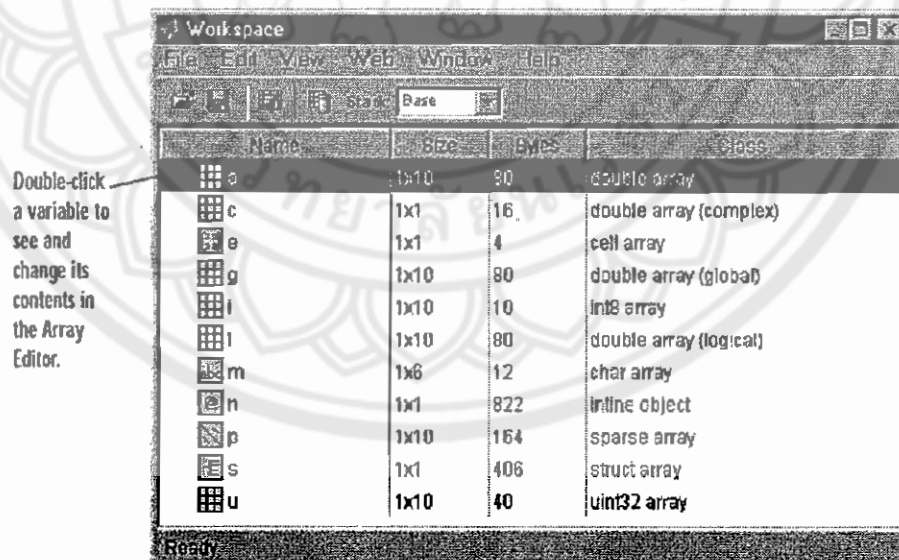 Workspace
File Edit View Web Window Help
Stack: Base
Name Size Bytes Class
a 1x10 80 double array
c 1x1 16 double array (complex)
e 1x1 4 cell array
g 1x10 80 double array (global)
i 1x10 10 int8 array
l 1x10 80 double array (logical)
m 1x6 12 char array
n 1x1 822 inline object
p 1x10 164 sparse array
s 1x1 406 struct array
u 1x10 40 uint32 array
Ready
Double-click
a variable to
see and
change its
contents in
the Array
Editor.